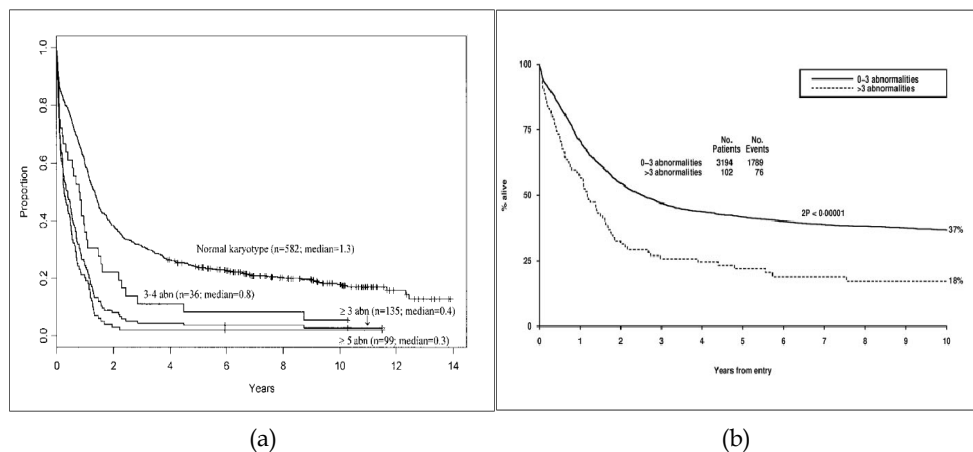 1.0
0.8
0.6
0.4
0.2
0.0
Proportion
Normal karyotype (n=582; median=1.3)
3-4 abn (n=36; median=0.8)
≥ 3 abn (n=135; median=0.4)
≥ 5 abn (n=99; median=0.3)
0 2 4 6 8 10 12 14
Years
(a)
100
75
50
25
0
% alive
0–3 abnormalities
>3 abnormalities
No. No.
Patients Events
0–3 abnormalities 3194 1789
>3 abnormalities 102 76
2P < 0·00001
37%
18%
0 1 2 3 4 5 6 7 8 9 10
Years from entry
(b)